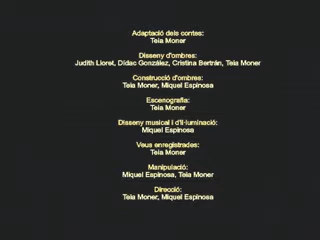 Adaptació dels contes:
Teia Moner
Disseny d'ombres:
Judith Lloret, Dídac González, Cristina Bertrán, Teia Moner
Construcció d'ombres:
Teia Moner, Miquel Espinosa
Escenografia:
Teia Moner
Disseny musical i d'il·luminació:
Miquel Espinosa
Veus enregistrades:
Teia Moner
Manipulació:
Miquel Espinosa, Teia Moner
Direcció:
Teia Moner, Miquel Espinosa